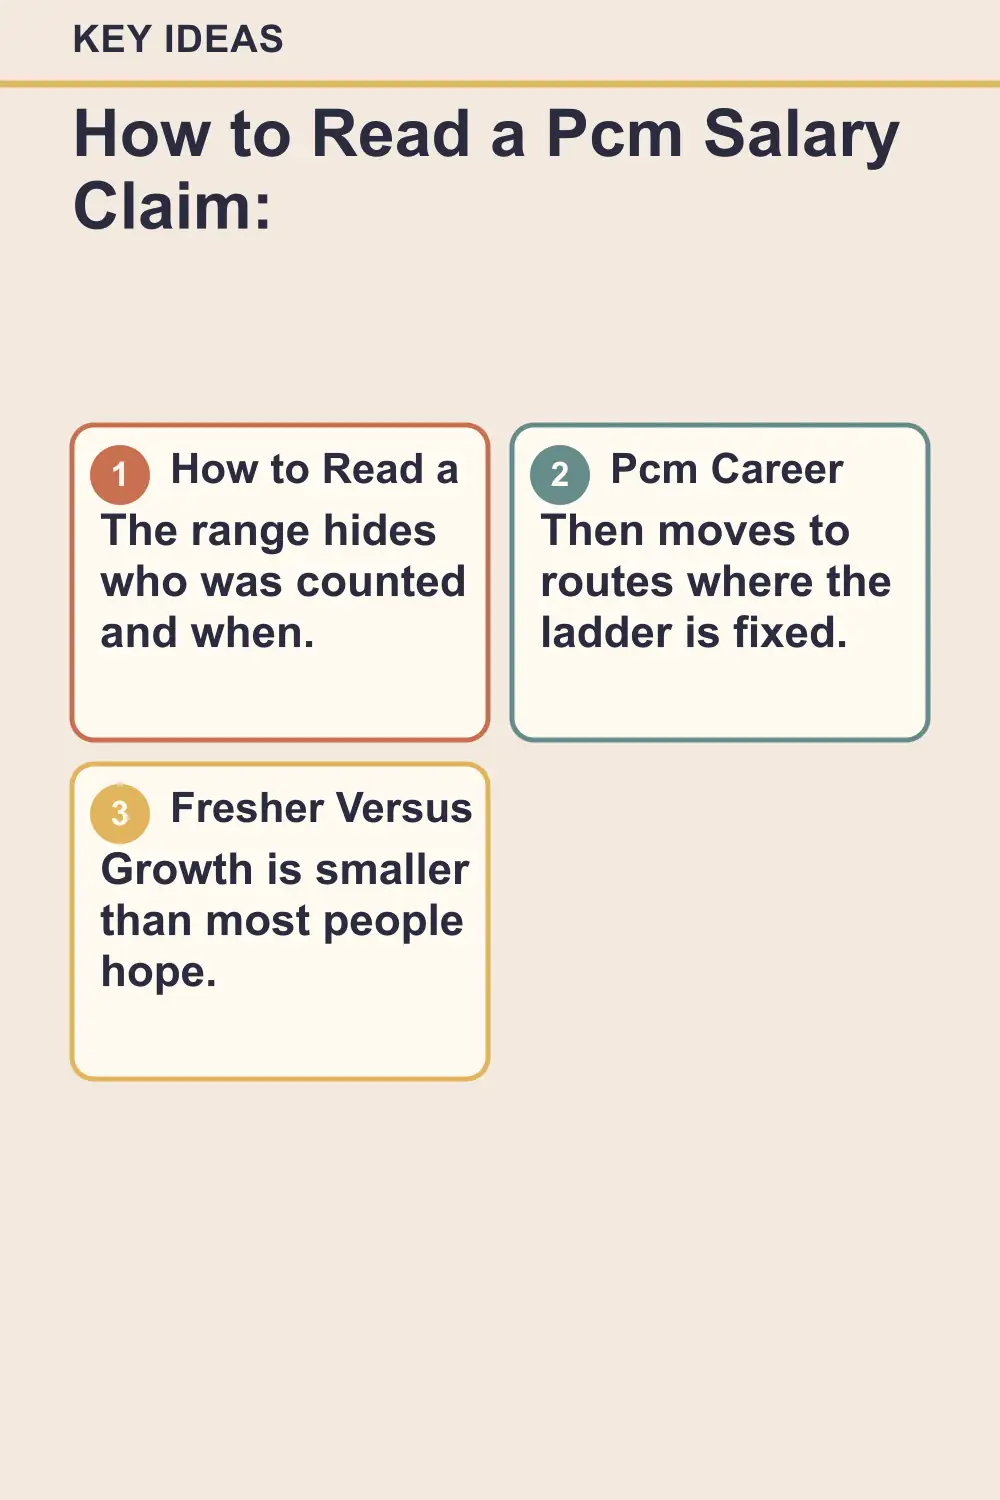 KEY IDEAS
How to Read a Pcm Salary
Claim:
1 How to Read a
The range hides
who was counted
and when.
2 Pcm Career
Then moves to
routes where the
ladder is fixed.
3 Fresher Versus
Growth is smaller
than most people
hope.